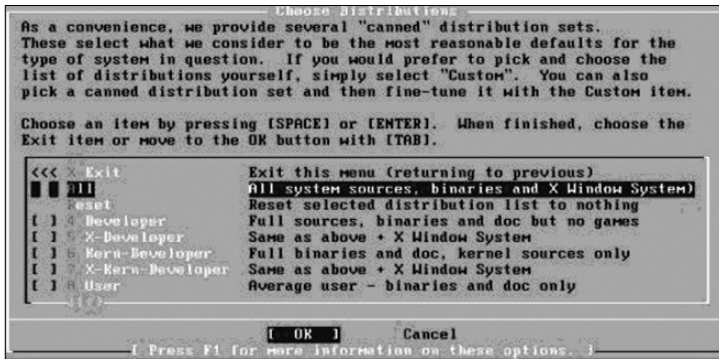 Choose Distributions
As a convenience, we provide several "canned" distribution sets.
These select what we consider to be the most reasonable defaults for the
type of system in question. If you would prefer to pick and choose the
list of distributions yourself, simply select "Custom". You can also
pick a canned distribution set and then fine-tune it with the Custom item.
Choose an item by pressing [SPACE] or [ENTER]. When finished, choose the
Exit item or move to the OK button with [TAB].
<<< X Exit Exit this menu (returning to previous)
All All system sources, binaries and X Window System)
Reset Reset selected distribution list to nothing
[ ] 4 Developer Full sources, binaries and doc but no games
[ ] 5 X-Developer Same as above + X Window System
[ ] 6 Kern-Developer Full binaries and doc, kernel sources only
[ ] 7 X-Kern-Developer Same as above + X Window System
[ ] 8 User Average user - binaries and doc only
[ OK ] Cancel
[ Press F1 for more information on these options. ]